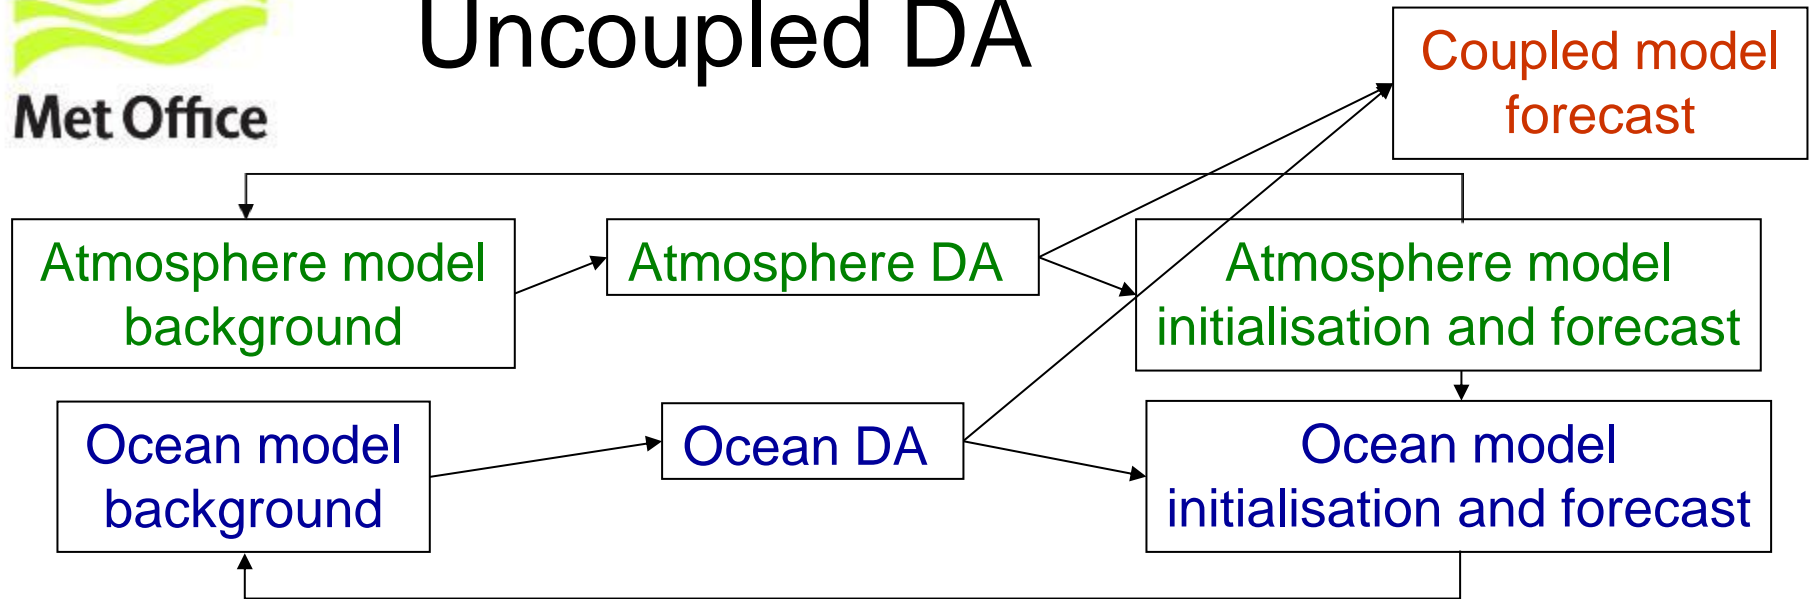 Uncoupled DA
Met Office
Coupled model
forecast
Atmosphere model
background
Atmosphere DA
Atmosphere model
initialisation and forecast
Ocean model
background
Ocean DA
Ocean model
initialisation and forecast